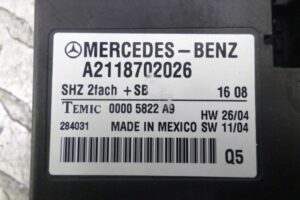 MERCEDES-BENZ
A2118702026
SHZ 2fach + SB 16 08
TEMIC 0000 5822 A9 HW 26/04
284031 MADE IN MEXICO SW 11/04
Q5